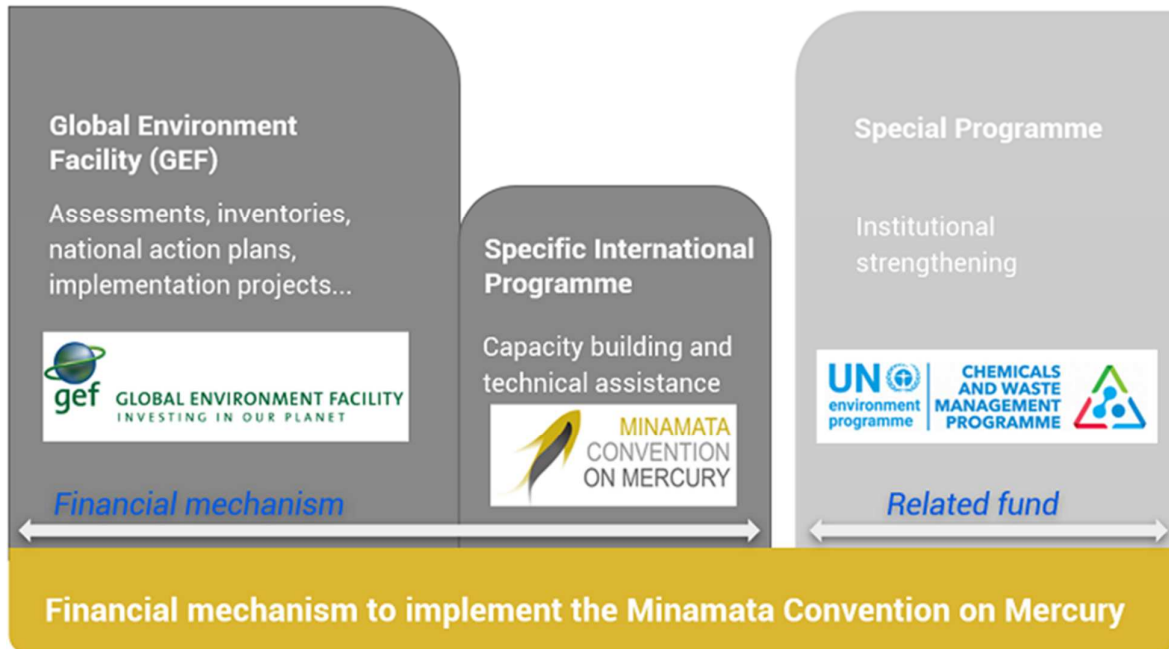 Global Environment
Facility (GEF)
Assessments, inventories,
national action plans,
implementation projects...
gef
GLOBAL ENVIRONMENT FACILITY
INVESTING IN OUR PLANET
Specific International
Programme
Capacity building and
technical assistance
MINAMATA
CONVENTION
ON MERCURY
Financial mechanism
Special Programme
Institutional
strengthening
UN
environment
programme
CHEMICALS
AND WASTE
MANAGEMENT
PROGRAMME
Related fund
Financial mechanism to implement the Minamata Convention on Mercury